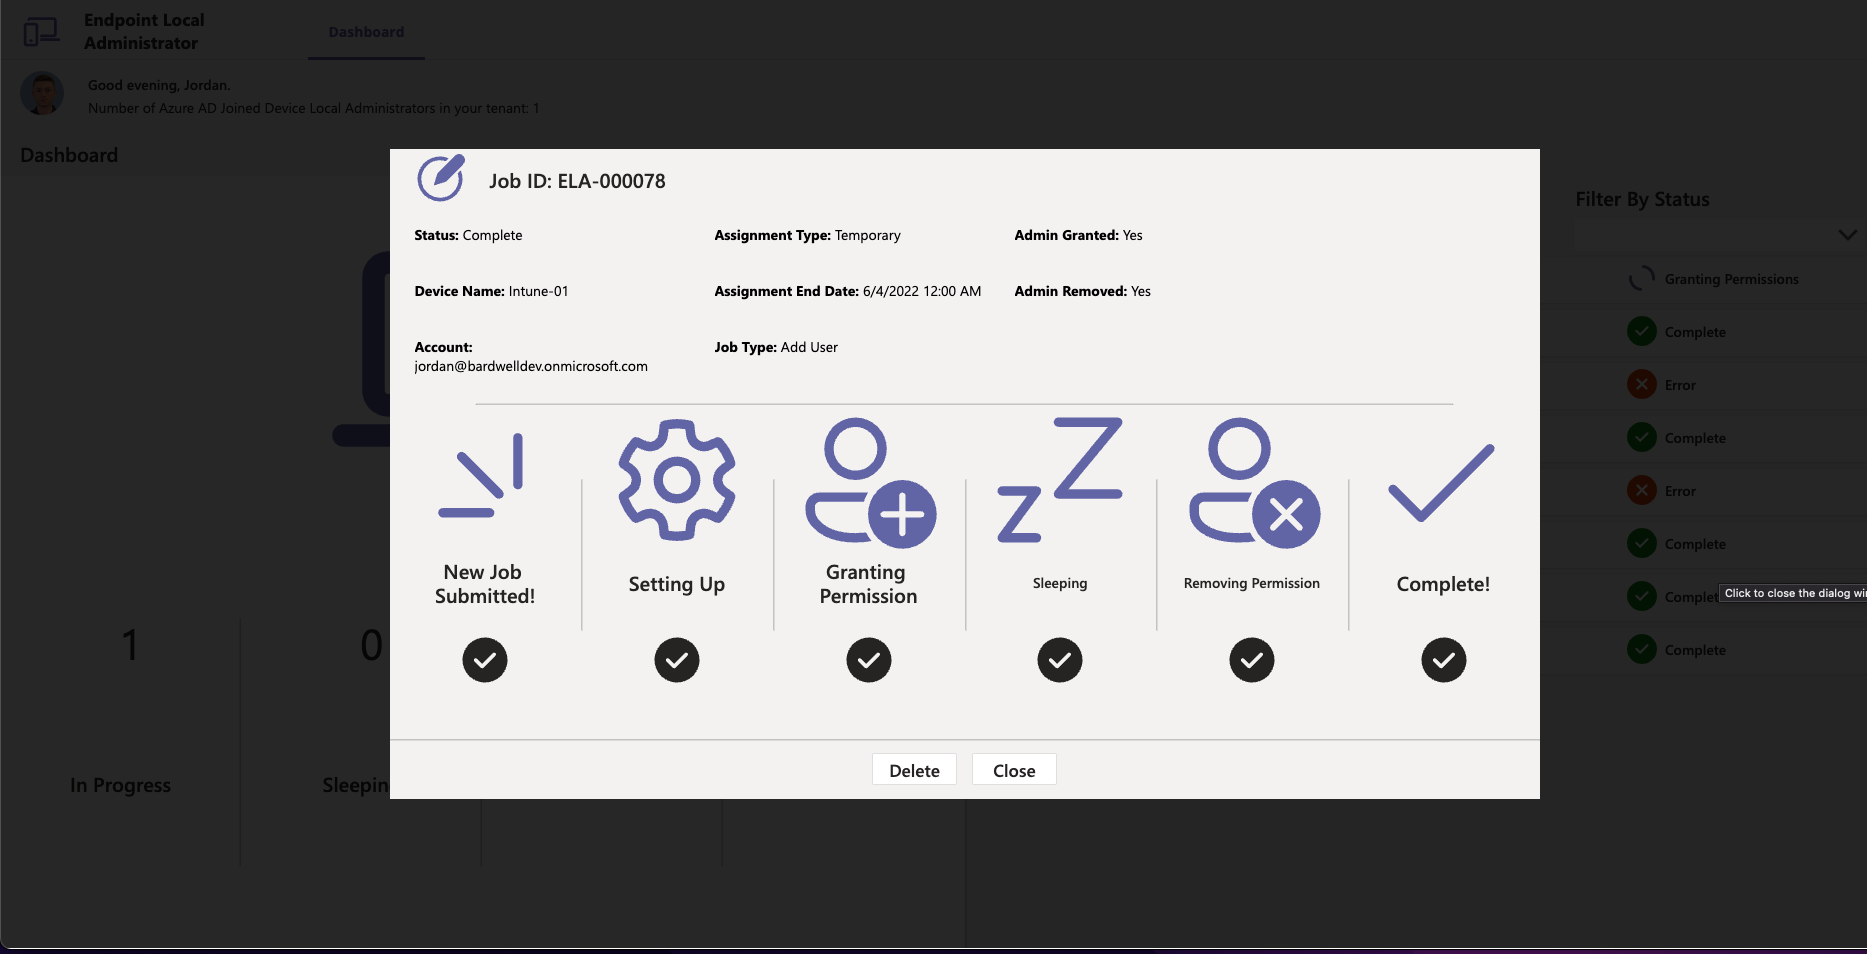 Endpoint Local
Administrator
Dashboard
Good evening, Jordan.
Number of Azure AD Joined Device Local Administrators in your tenant: 1
Dashboard
Job ID: ELA-000078
Status: Complete
Assignment Type: Temporary
Admin Granted: Yes
Device Name: Intune-01
Assignment End Date: 6/4/2022 12:00 AM
Admin Removed: Yes
Account:
jordan@bardwelldev.onmicrosoft.com
Job Type: Add User
New Job
Submitted!
Setting Up
Granting
Permission
Sleeping
Removing Permission
Complete!
Delete
Close
1
0
In Progress
Sleepin
Filter By Status
Granting Permissions
Complete
Error
Complete
Error
Complete
Complet
Click to close the dialog wi
Complete